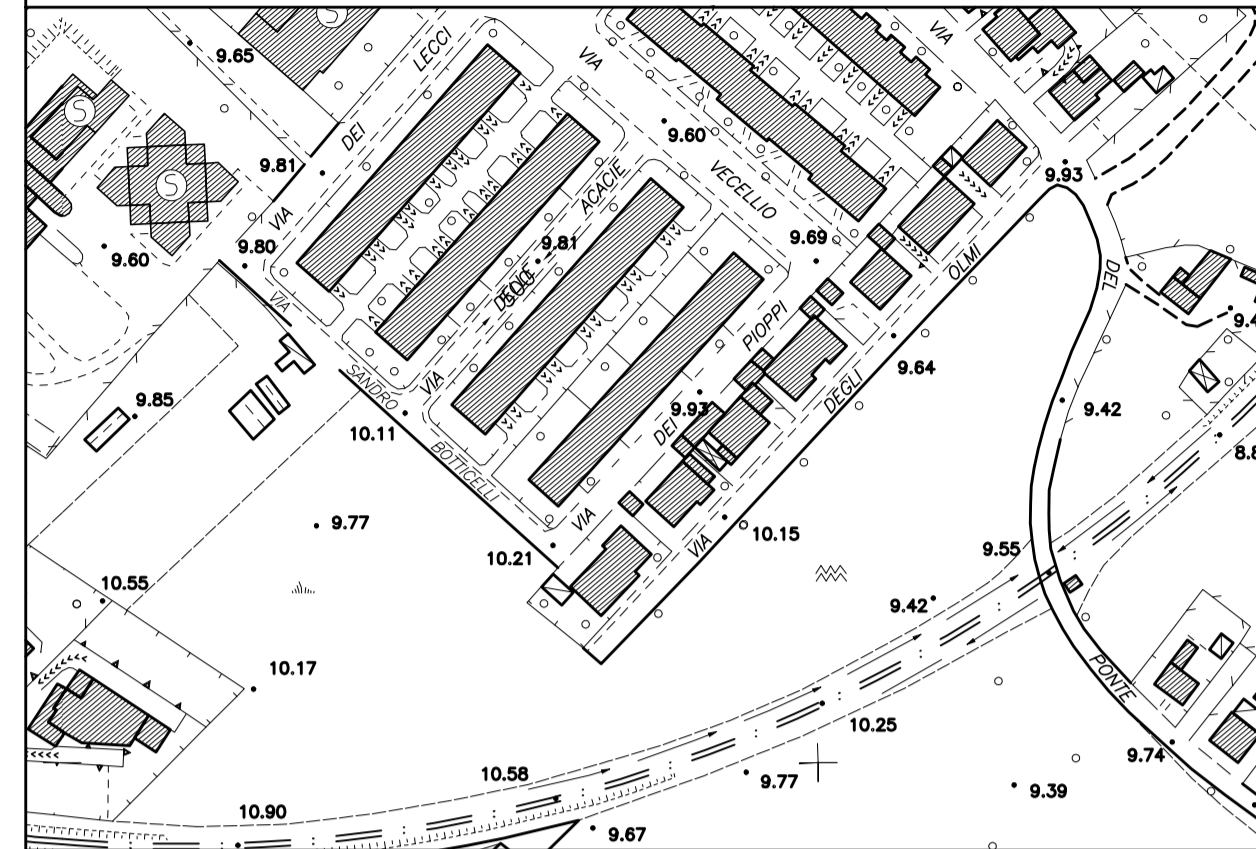 S
9.65
LECCI
VIA
VIA
DEI
9.60
S
9.81
ACACIE
VECELLIO
9.93
VIA
9.60
9.80
9.81
9.69
OLMI
DEL
VIA
DELLE
PIOPPI
9.64
SANDRO
VIA
9.85
DEGLI
9.42
10.11
9.93
DEI
BOTTICELLI
9.77
VIA
10.15
10.21
VIA
9.55
10.55
9.42
10.17
PONTE
10.25
9.74
10.58
9.77
9.39
10.90
9.67